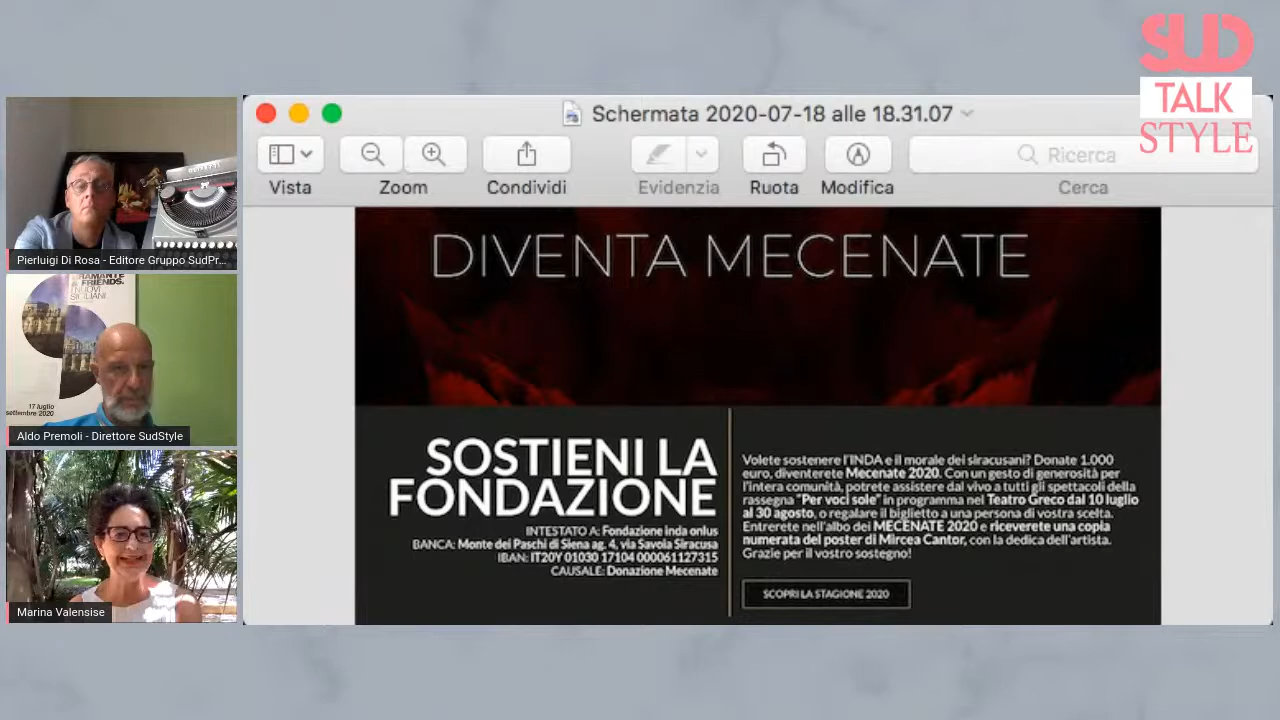 SUD
TALK
STYLE
Schermata 2020-07-18 alle 18.31.07
Vista
Zoom
Condividi
Evidenzia
Ruota
Modifica
Ricerca
Cerca
Pierluigi Di Rosa - Editore Gruppo SudPr...
& FRIENDS.
I NUOVI
SICILIANI
17 luglio
settembre 2020
Aldo Premoli - Direttore SudStyle
Marina Valensise
DIVENTA MECENATE
SOSTIENI LA
FONDAZIONE
INTESTATO A: Fondazione inda onlus
BANCA: Monte dei Paschi di Siena ag. 4, via Savoia Siracusa
IBAN: IT20Y 01030 17104 000061127315
CAUSALE: Donazione Mecenate
Volete sostenere l'INDA e il morale dei siracusani? Donate 1.000
euro, diventerete Mecenate 2020. Con un gesto di generosità per
l'intera comunità, potrete assistere dal vivo a tutti gli spettacoli della
rassegna "Per voci sole" in programma nel Teatro Greco dal 10 luglio
al 30 agosto, o regalare il biglietto a una persona di vostra scelta.
Entrerete nell'albo dei MECENATE 2020 e riceverete una copia
numerata del poster di Mircea Cantor, con la dedica dell'artista.
Grazie per il vostro sostegno!
SCOPRI LA STAGIONE 2020